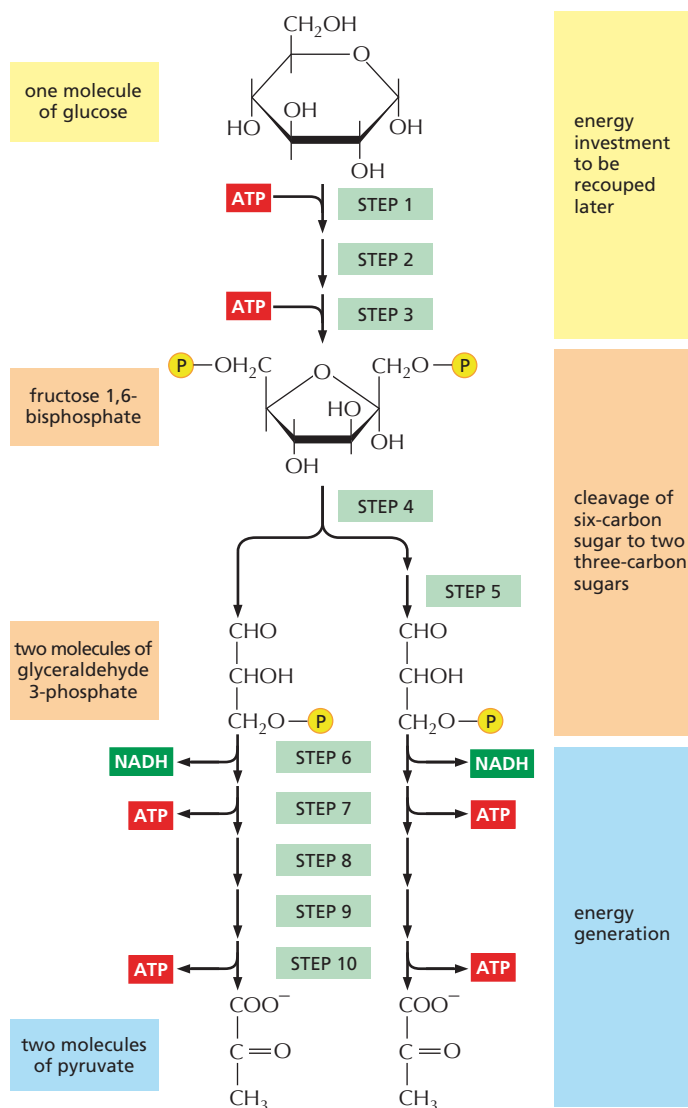 CH₂OH
O
one molecule
of glucose
OH
HO
OH
OH
energy
investment
to be
recouped
later
ATP
STEP 1
STEP 2
ATP
STEP 3
P
OH₂C
O
CH₂O
P
fructose 1,6-
bisphosphate
HO
OH
OH
STEP 4
cleavage of
six-carbon
sugar to two
three-carbon
sugars
STEP 5
two molecules of
glyceraldehyde
3-phosphate
CHO
CHO
CHOH
CHOH
CH₂O
P
CH₂O
P
NADH
STEP 6
NADH
ATP
STEP 7
ATP
STEP 8
STEP 9
energy
generation
ATP
STEP 10
ATP
two molecules
of pyruvate
COO⁻
COO⁻
C=O
C=O
CH₃
CH₃